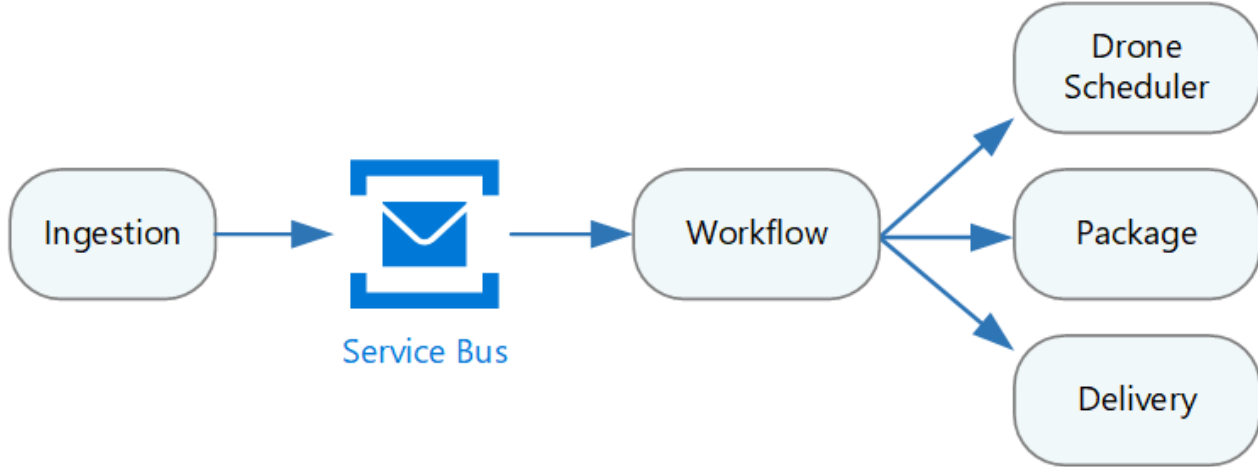 Ingestion
Service Bus
Workflow
Drone
Scheduler
Package
Delivery